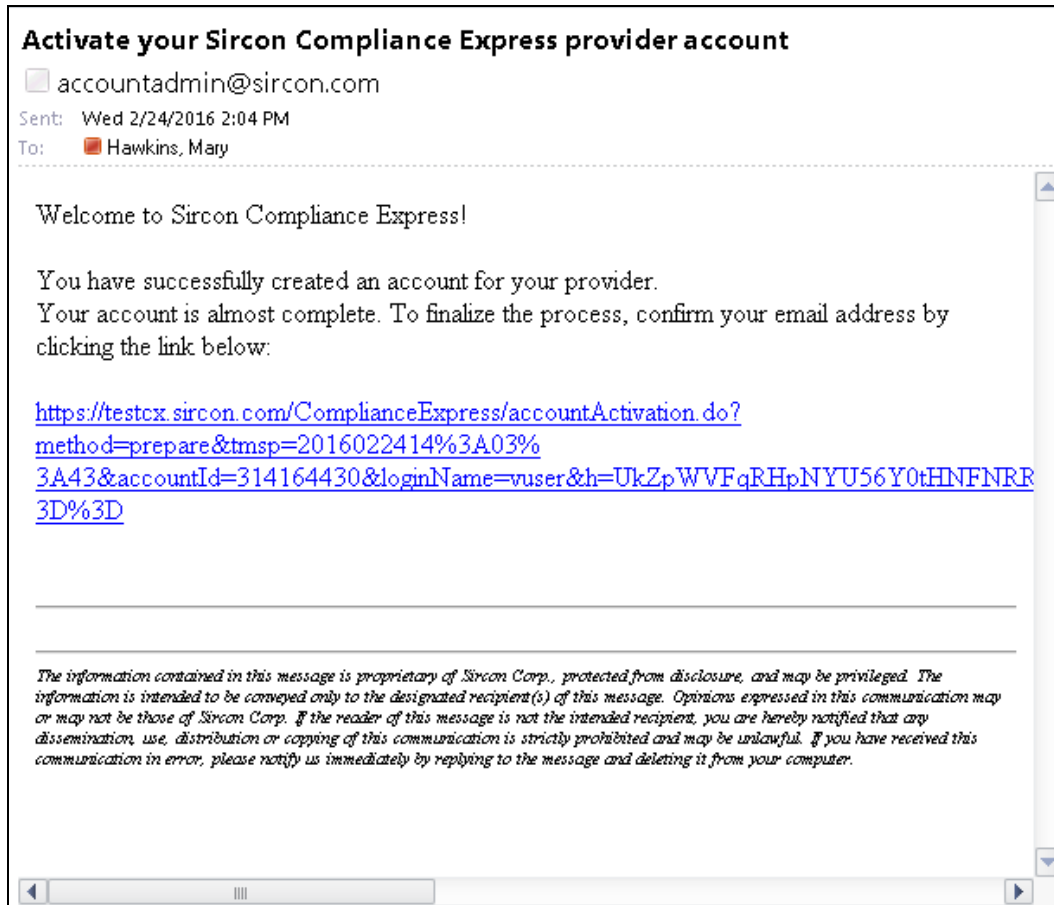 Activate your Sircon Compliance Express provider account
accountadmin@sircon.com
Sent: Wed 2/24/2016 2:04 PM
To: Hawkins, Mary
Welcome to Sircon Compliance Express!
You have successfully created an account for your provider.
Your account is almost complete. To finalize the process, confirm your email address by
clicking the link below:
https://testcx.sircon.com/ComplianceExpress/accountActivation.do?
method=prepare&tmsp=2016022414%3A03%
3A43&accountId=314164430&loginName=vuser&h=UkZpWVFqRHpNYU56Y0tHNFNRR
3D%3D
The information contained in this message is proprietary of Sircon Corp., protected from disclosure, and may be privileged. The
information is intended to be conveyed only to the designated recipient(s) of this message. Opinions expressed in this communication may
or may not be those of Sircon Corp. If the reader of this message is not the intended recipient, you are hereby notified that any
dissemination, use, distribution or copying of this communication is strictly prohibited and may be unlawful. If you have received this
communication in error, please notify us immediately by replying to the message and deleting it from your computer.